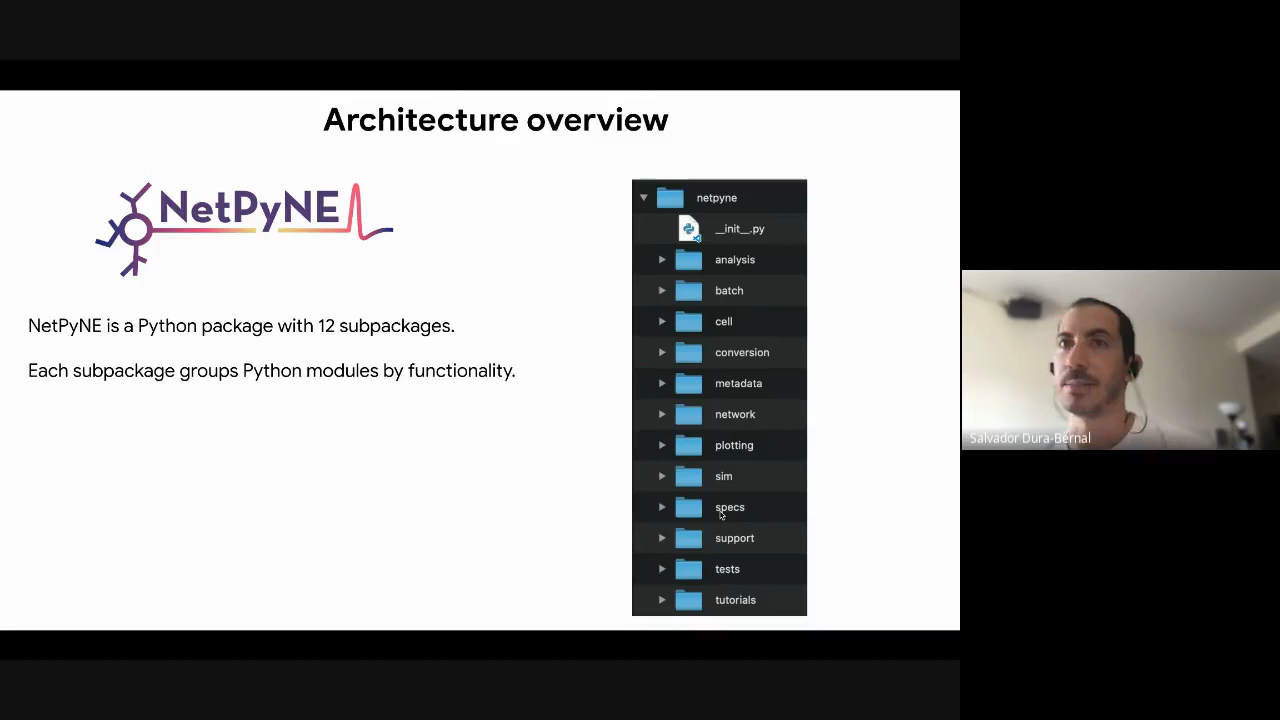 Architecture overview
NetPyNE
NetPyNE is a Python package with 12 subpackages.
Each subpackage groups Python modules by functionality.
netpyne
__init__.py
analysis
batch
cell
conversion
metadata
network
plotting
sim
specs
support
tests
tutorials
Salvador Dura-Bernal